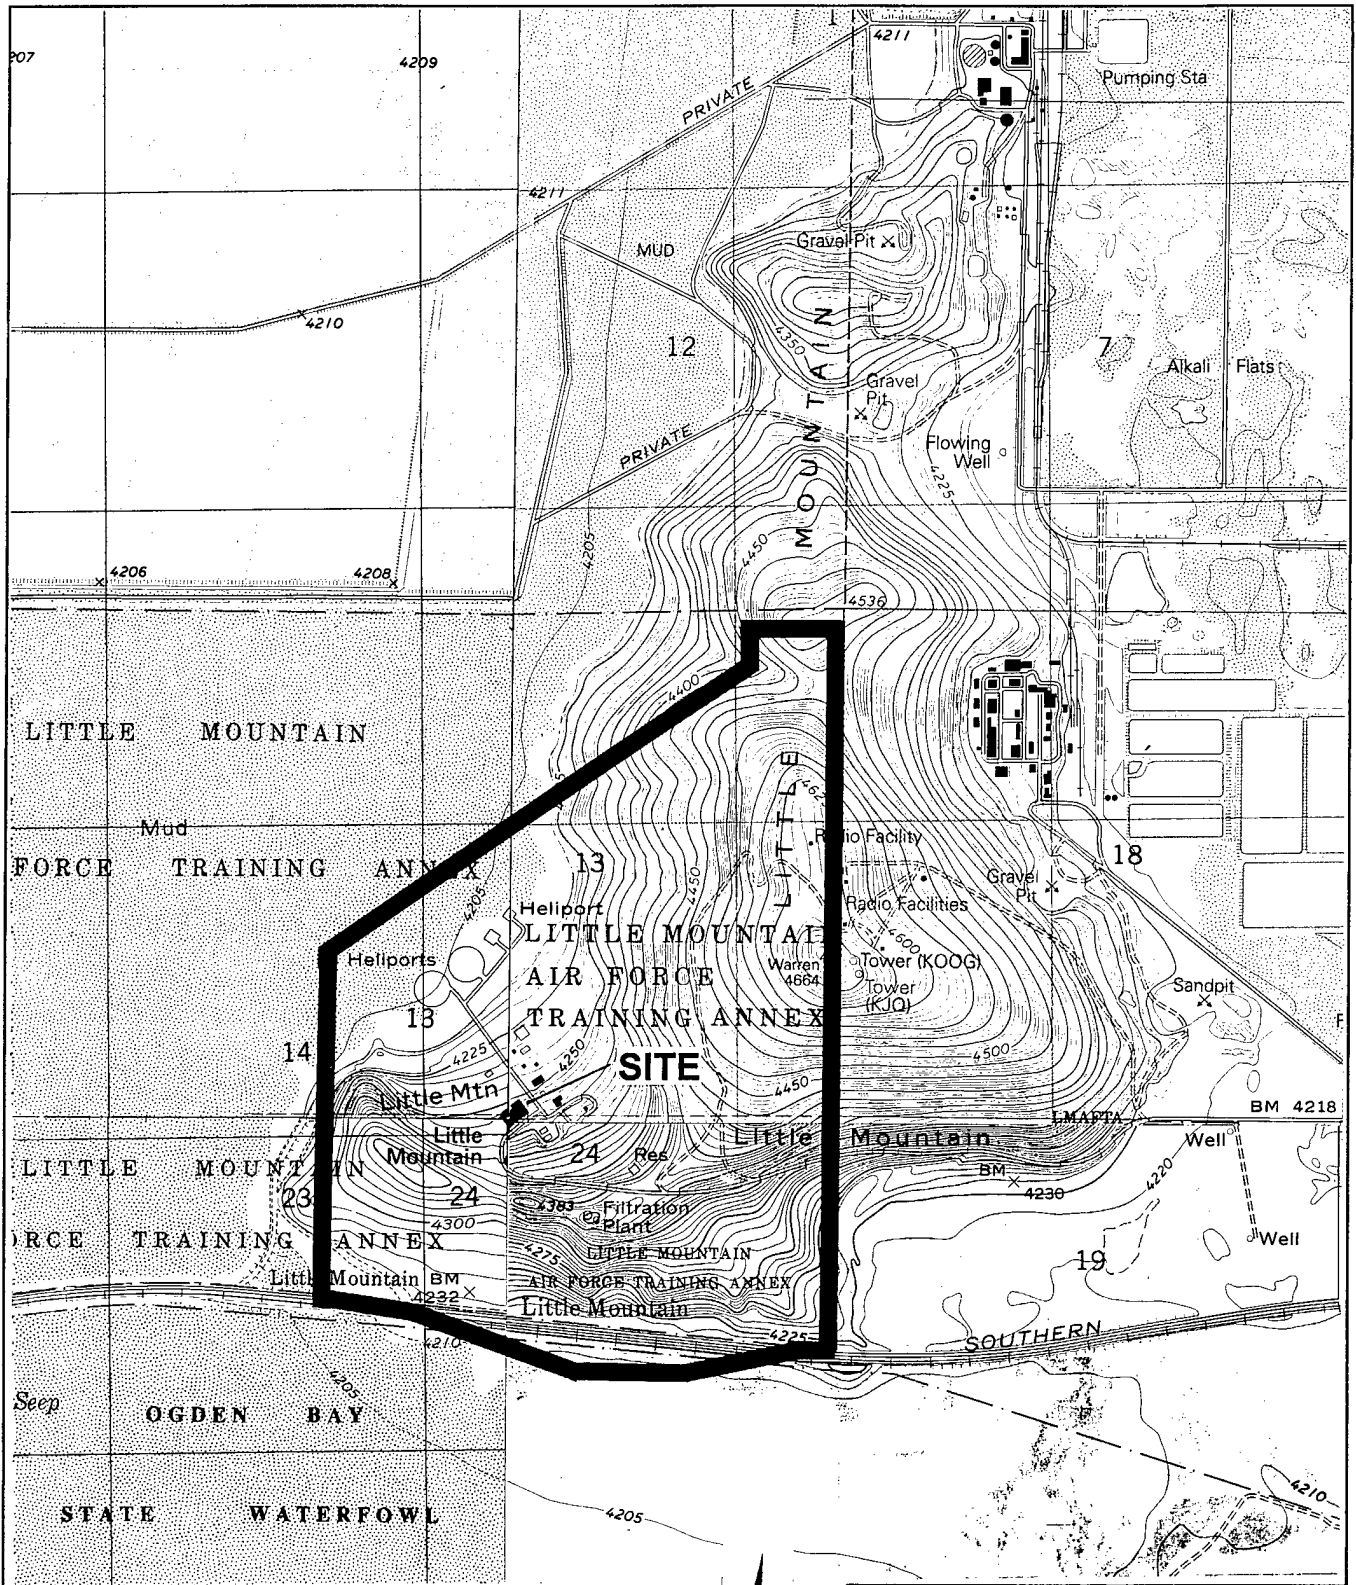 4211
4209
Pumping Sta
PRIVATE
4211
MUD
Gravel Pit
4210
4350
12
7
MOUNTAIN
Alkali Flats
Gravel
Pit
PRIVATE
Flowing
Well
4225
4205
4450
4206
4208
4536
4400
LITTLE MOUNTAIN
LITTLE
Mud
Radio Facility
13
18
FORCE TRAINING ANNEX
Gravel
Pit
4450
4205
Heliport
Radio Facilities
LITTLE MOUNTAI
4600
Heliports
Warren
4664
Tower (KOOG)
AIR FORCE
Tower
(KJQ)
Sandpit
13
TRAINING ANNEX
14
4225
4250
4500
SITE
4450
Little Mtn
LMAFTA
BM 4218
Little
Mountain
Little Mountain
Well
24
Res
LITTLE MOUNTAIN
BM
4230
4220
23
24
4383
Filtration
Plant
4300
Well
ORCE TRAINING ANNEX
4275
LITTLE MOUNTAIN
19
Little Mountain BM
4232
AIR FORCE TRAINING ANNEX
Little Mountain
4210
4225
SOUTHERN
4205
Seep
OGDEN BAY
4210
STATE WATERFOWL
4205